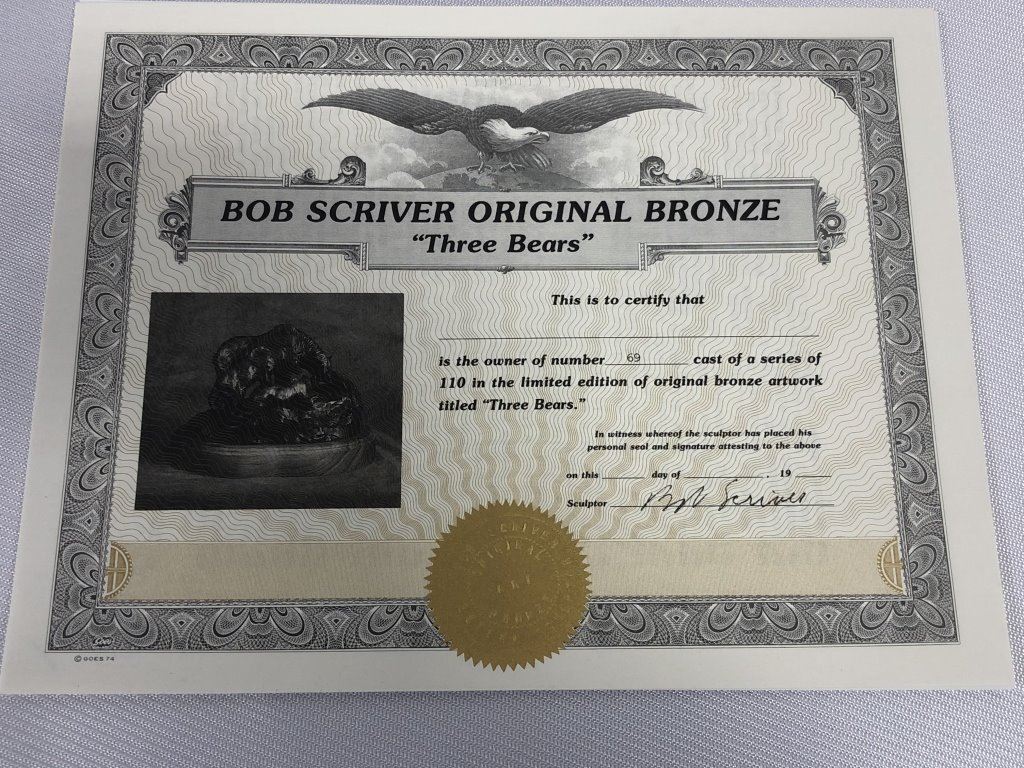 BOB SCRIVER ORIGINAL BRONZE
“Three Bears”
This is to certify that
is the owner of number 69 cast of a series of
110 in the limited edition of original bronze artwork
titled “Three Bears.”
In witness whereof the sculptor has placed his
personal seal and signature attesting to the above
on this ______ day of ______ , 19 ____
Sculptor Bob Scriver
© GOES 74